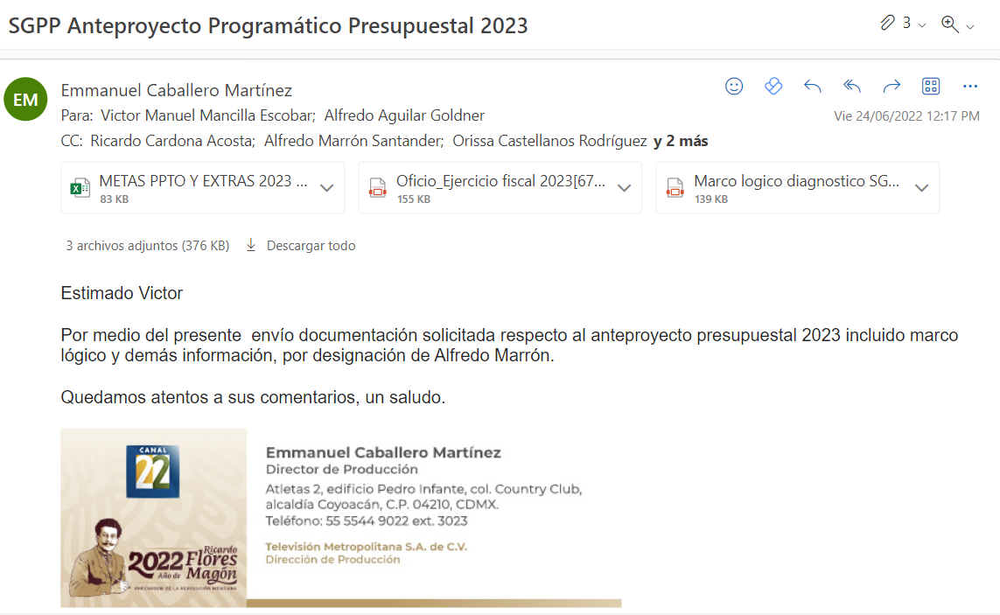 SGPP Anteproyecto Programático Presupuestal 2023
3
EM
Emmanuel Caballero Martínez
Para: Victor Manuel Mancilla Escobar; Alfredo Aguilar Goldner
Vie 24/06/2022 12:17 PM
CC: Ricardo Cardona Acosta; Alfredo Marrón Santander; Orissa Castellanos Rodríguez y 2 más
METAS PPTO Y EXTRAS 2023 ...
83 KB
Oficio_Ejercicio fiscal 2023[67...
155 KB
Marco logico diagnostico SG...
139 KB
3 archivos adjuntos (376 KB) Descargar todo
Estimado Victor
Por medio del presente envío documentación solicitada respecto al anteproyecto presupuestal 2023 incluido marco
lógico y demás información, por designación de Alfredo Marrón.
Quedamos atentos a sus comentarios, un saludo.
CANAL
22
2022 Ricardo
Flores
Año de Magón
PRECURSOR DE LA REVOLUCIÓN MEXICANA
Emmanuel Caballero Martínez
Director de Producción
Atletas 2, edificio Pedro Infante, col. Country Club,
alcaldía Coyoacán, C.P. 04210, CDMX.
Teléfono: 55 5544 9022 ext. 3023
Televisión Metropolitana S.A. de C.V.
Dirección de Producción